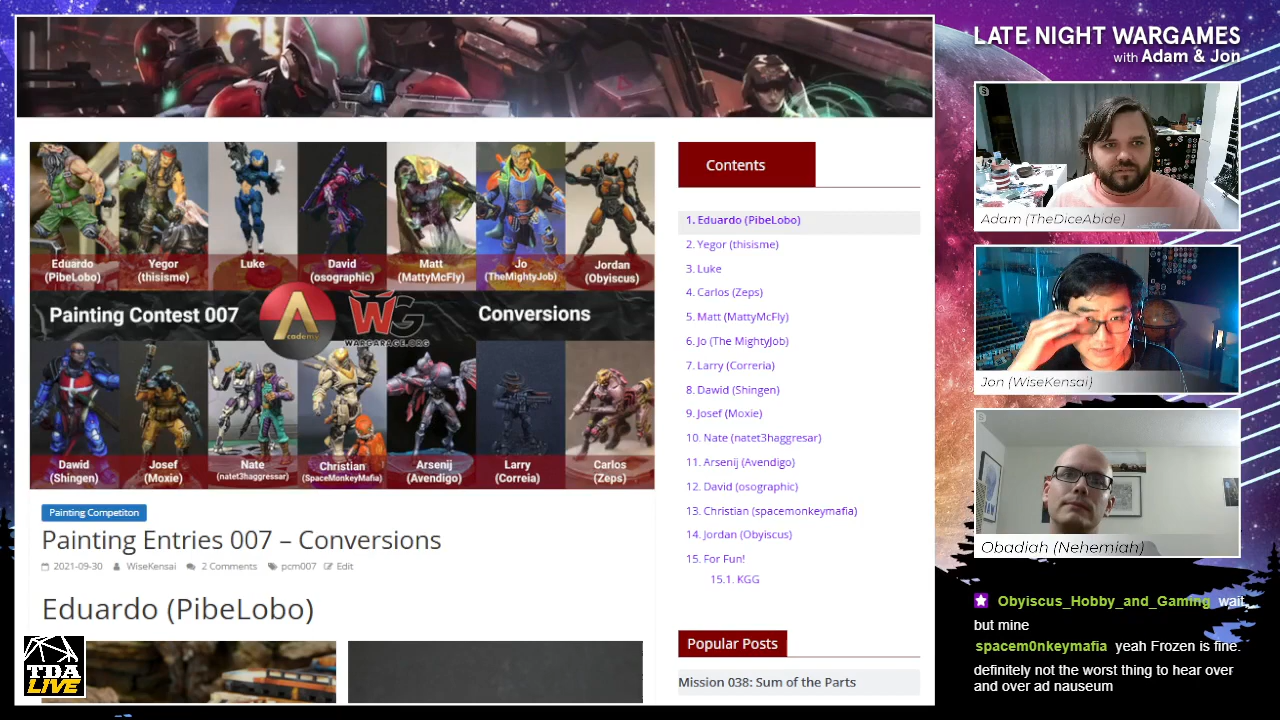 LATE NIGHT WARGAMES
with Adam & Jon
Eduardo
(PibeLobo)
Yegor
(thisisme)
Luke
David
(osographic)
Matt
(MattyMcFly)
Jo
(TheMightyJob)
Jordan
(Obyiscus)
Painting Contest 007
Academy
WG
WARGARAGE.ORG
Conversions
Dawid
(Shingen)
Josef
(Moxie)
Nate
(natet3haggressar)
Christian
(SpaceMonkeyMafia)
Arsenij
(Avendigo)
Larry
(Correia)
Carlos
(Zeps)
Painting Competiton
Painting Entries 007 – Conversions
2021-09-30 WiseKensai 2 Comments pcm007 Edit
Eduardo (PibeLobo)
TDA
LIVE
Contents
1. Eduardo (PibeLobo)
2. Yegor (thisisme)
3. Luke
4. Carlos (Zeps)
5. Matt (MattyMcFly)
6. Jo (The MightyJob)
7. Larry (Correria)
8. Dawid (Shingen)
9. Josef (Moxie)
10. Nate (natet3haggresar)
11. Arsenij (Avendigo)
12. David (osographic)
13. Christian (spacemonkeymafia)
14. Jordan (Obyiscus)
15. For Fun!
15.1. KGG
Popular Posts
Mission 038: Sum of the Parts
Adam (TheDiceAbide)
Jon (WiseKensai)
Obadiah (Nehemiah)
Obyiscus_Hobby_and_Gaming wait
but mine
spacem0nkeymafia yeah Frozen is fine.
definitely not the worst thing to hear over
and over ad nauseum